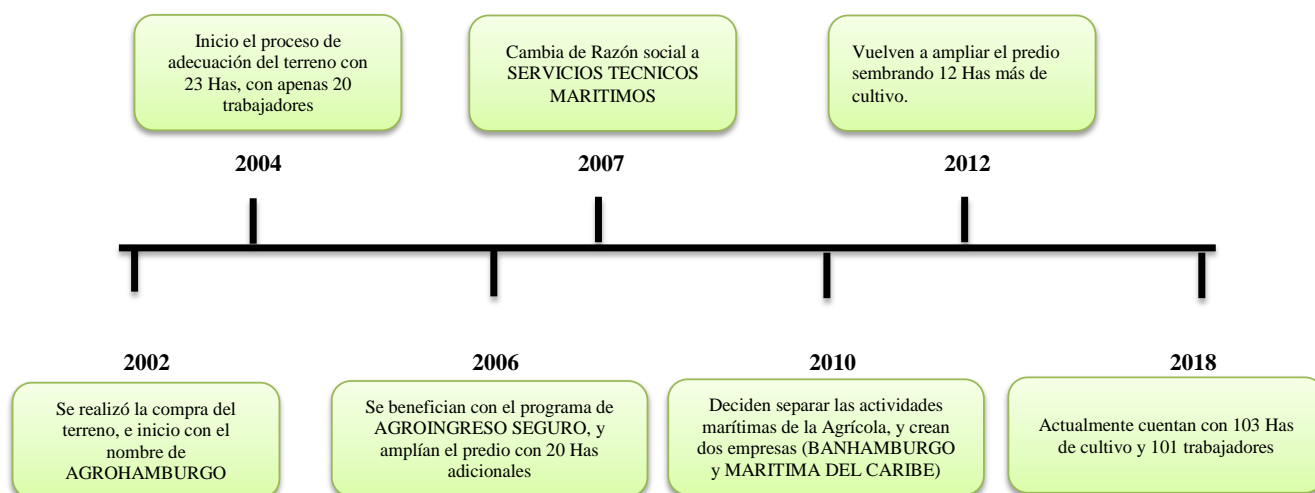 Inicio el proceso de
adecuación del terreno con
23 Has, con apenas 20
trabajadores
2004
Cambia de Razón social a
SERVICIOS TECNICOS
MARITIMOS
2007
Vuelven a ampliar el predio
sembrando 12 Has más de
cultivo.
2012
2002
Se realizó la compra del
terreno, e inicio con el
nombre de
AGROHAMBURGO
2006
Se benefician con el programa de
AGROINGRESO SEGURO, y
amplían el predio con 20 Has
adicionales
2010
Deciden separar las actividades
marítimas de la Agrícola, y crean
dos empresas (BANHAMBURGO
y MARITIMA DEL CARIBE)
2018
Actualmente cuentan con 103 Has
de cultivo y 101 trabajadores